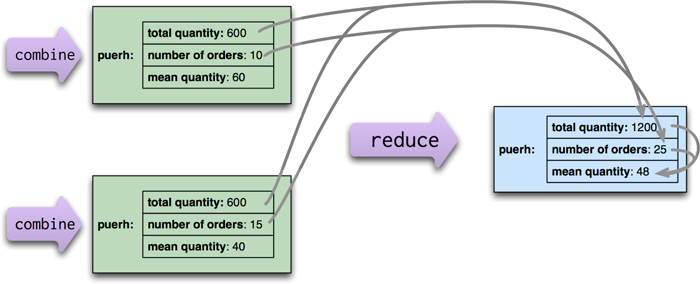 combine
puerh:
total quantity: 600
number of orders: 10
mean quantity: 60
reduce
puerh:
total quantity: 1200
number of orders: 25
mean quantity: 48
combine
puerh:
total quantity: 600
number of orders: 15
mean quantity: 40